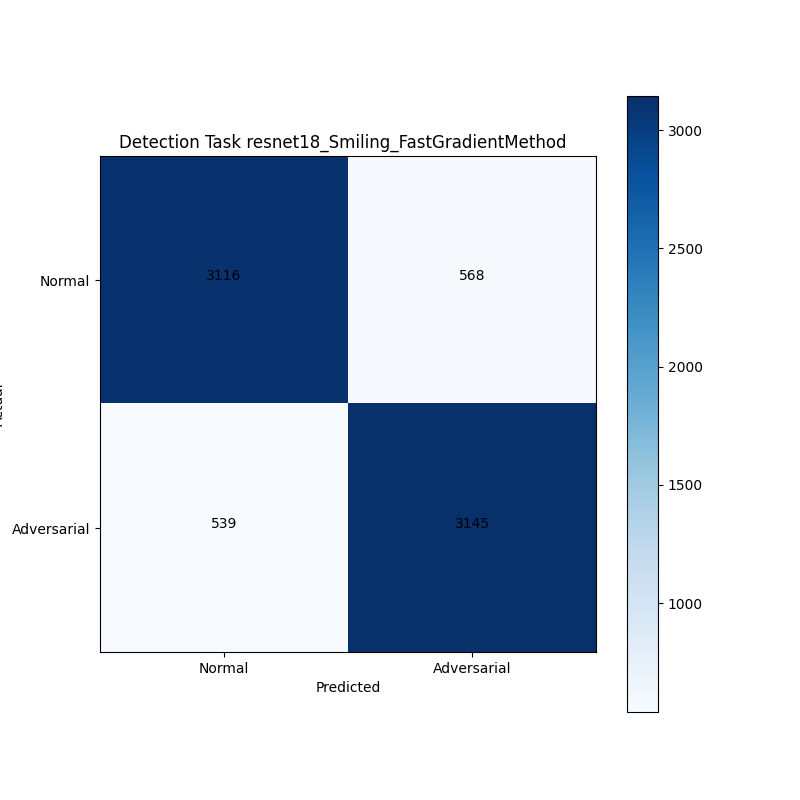 Detection Task resnet18_Smiling_FastGradientMethod
3000
2500
2000
1500
1000
Normal
3116
568
Adversarial
539
3145
Normal
Adversarial
Predicted